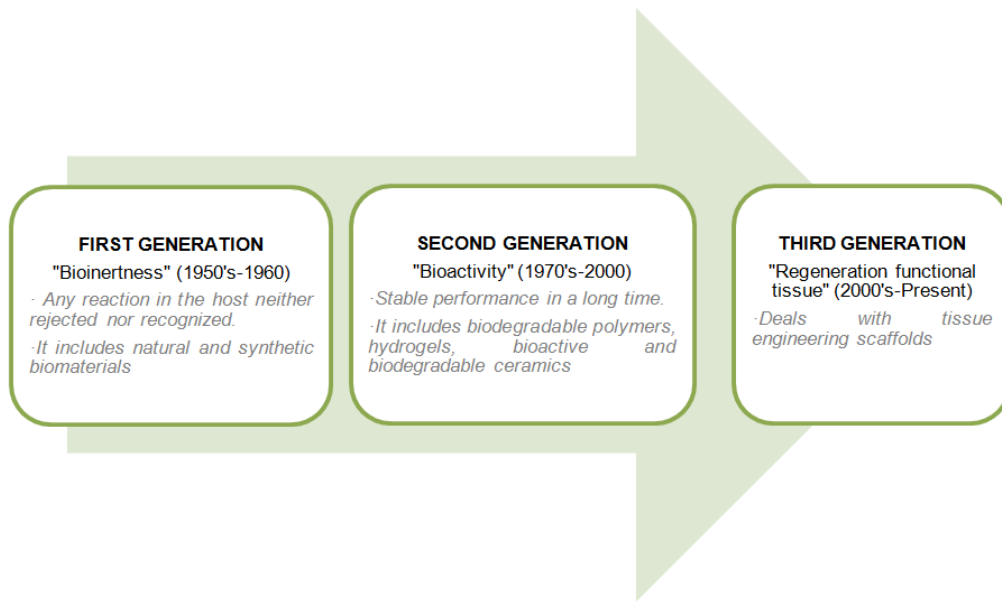 FIRST GENERATION
"Bioinertness" (1950's-1960)
· Any reaction in the host neither
rejected nor recognized.
·It includes natural and synthetic
biomaterials
SECOND GENERATION
"Bioactivity" (1970's-2000)
·Stable performance in a long time.
·It includes biodegradable polymers,
hydrogels, bioactive and
biodegradable ceramics
THIRD GENERATION
"Regeneration functional
tissue" (2000's-Present)
·Deals with tissue
engineering scaffolds